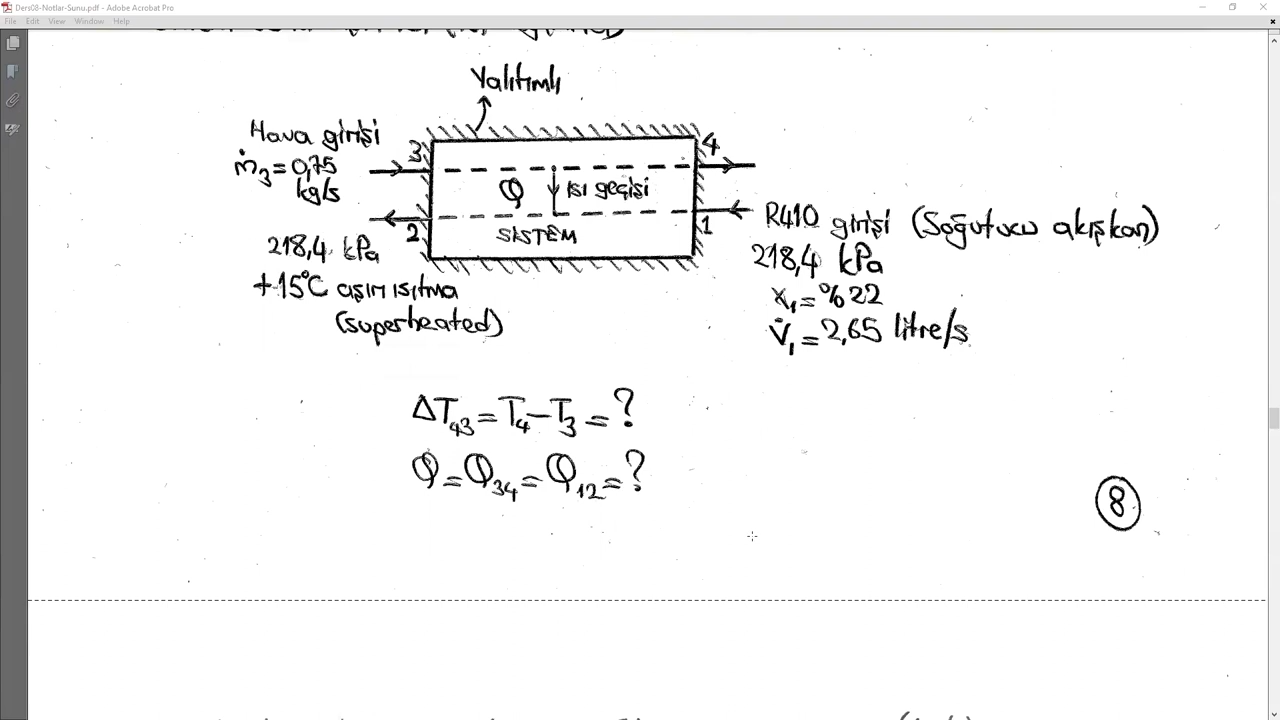 Ders08-Notlar-Sunu.pdf - Adobe Acrobat Pro
File Edit View Window Help
Yalıtımlı
Hava girişi
ṁ₃ = 0,75
kg/s
3
4
Q
ısı geçişi
2
SİSTEM
1
218,4 kPa
+15°C aşırı ısıtma
(superheated)
R410 girişi (Soğutucu akışkan)
218,4 kPa
x₁ = %22
V̇₁ = 2,65 litre/s
ΔT₄₃ = T₄ - T₃ = ?
Q = Q₃₄ = Q₁₂ = ?
8